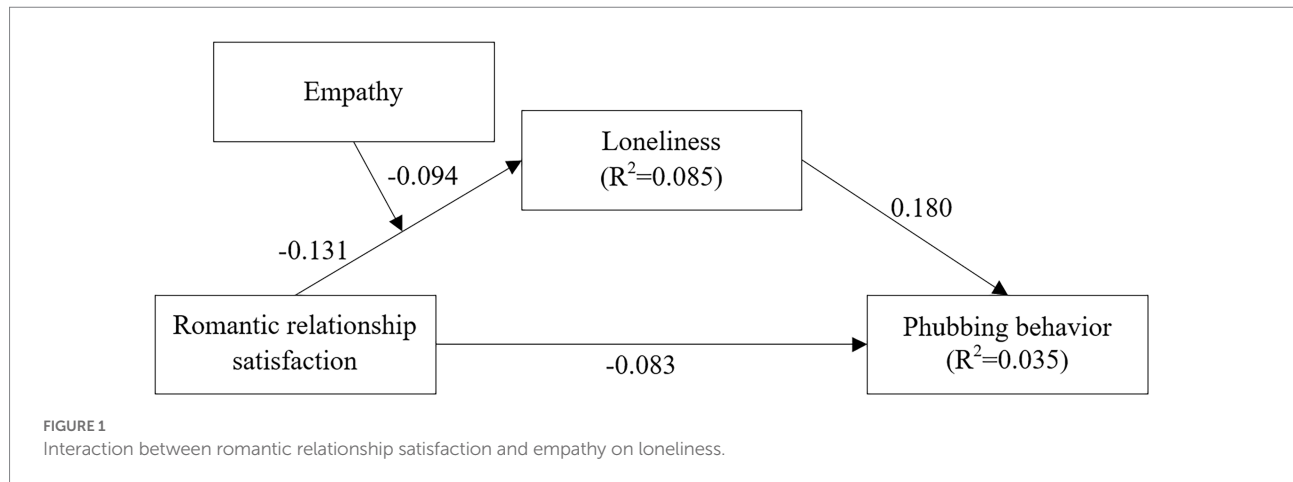 Empathy
-0.094
Loneliness
(R²=0.085)
-0.131
0.180
Romantic relationship
satisfaction
-0.083
Phubbing behavior
(R²=0.035)
FIGURE 1
Interaction between romantic relationship satisfaction and empathy on loneliness.